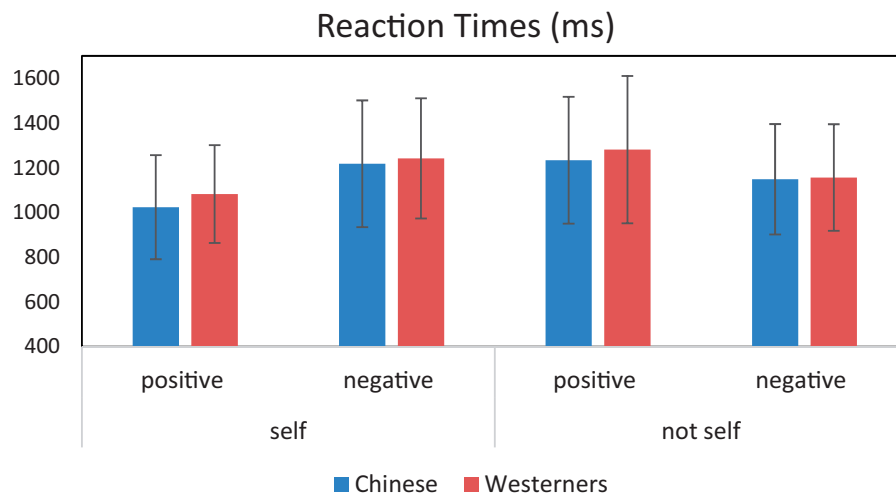 Reaction Times (ms)
1600
1400
1200
1000
800
600
400
positive negative positive negative
self not self
Chinese Westerners